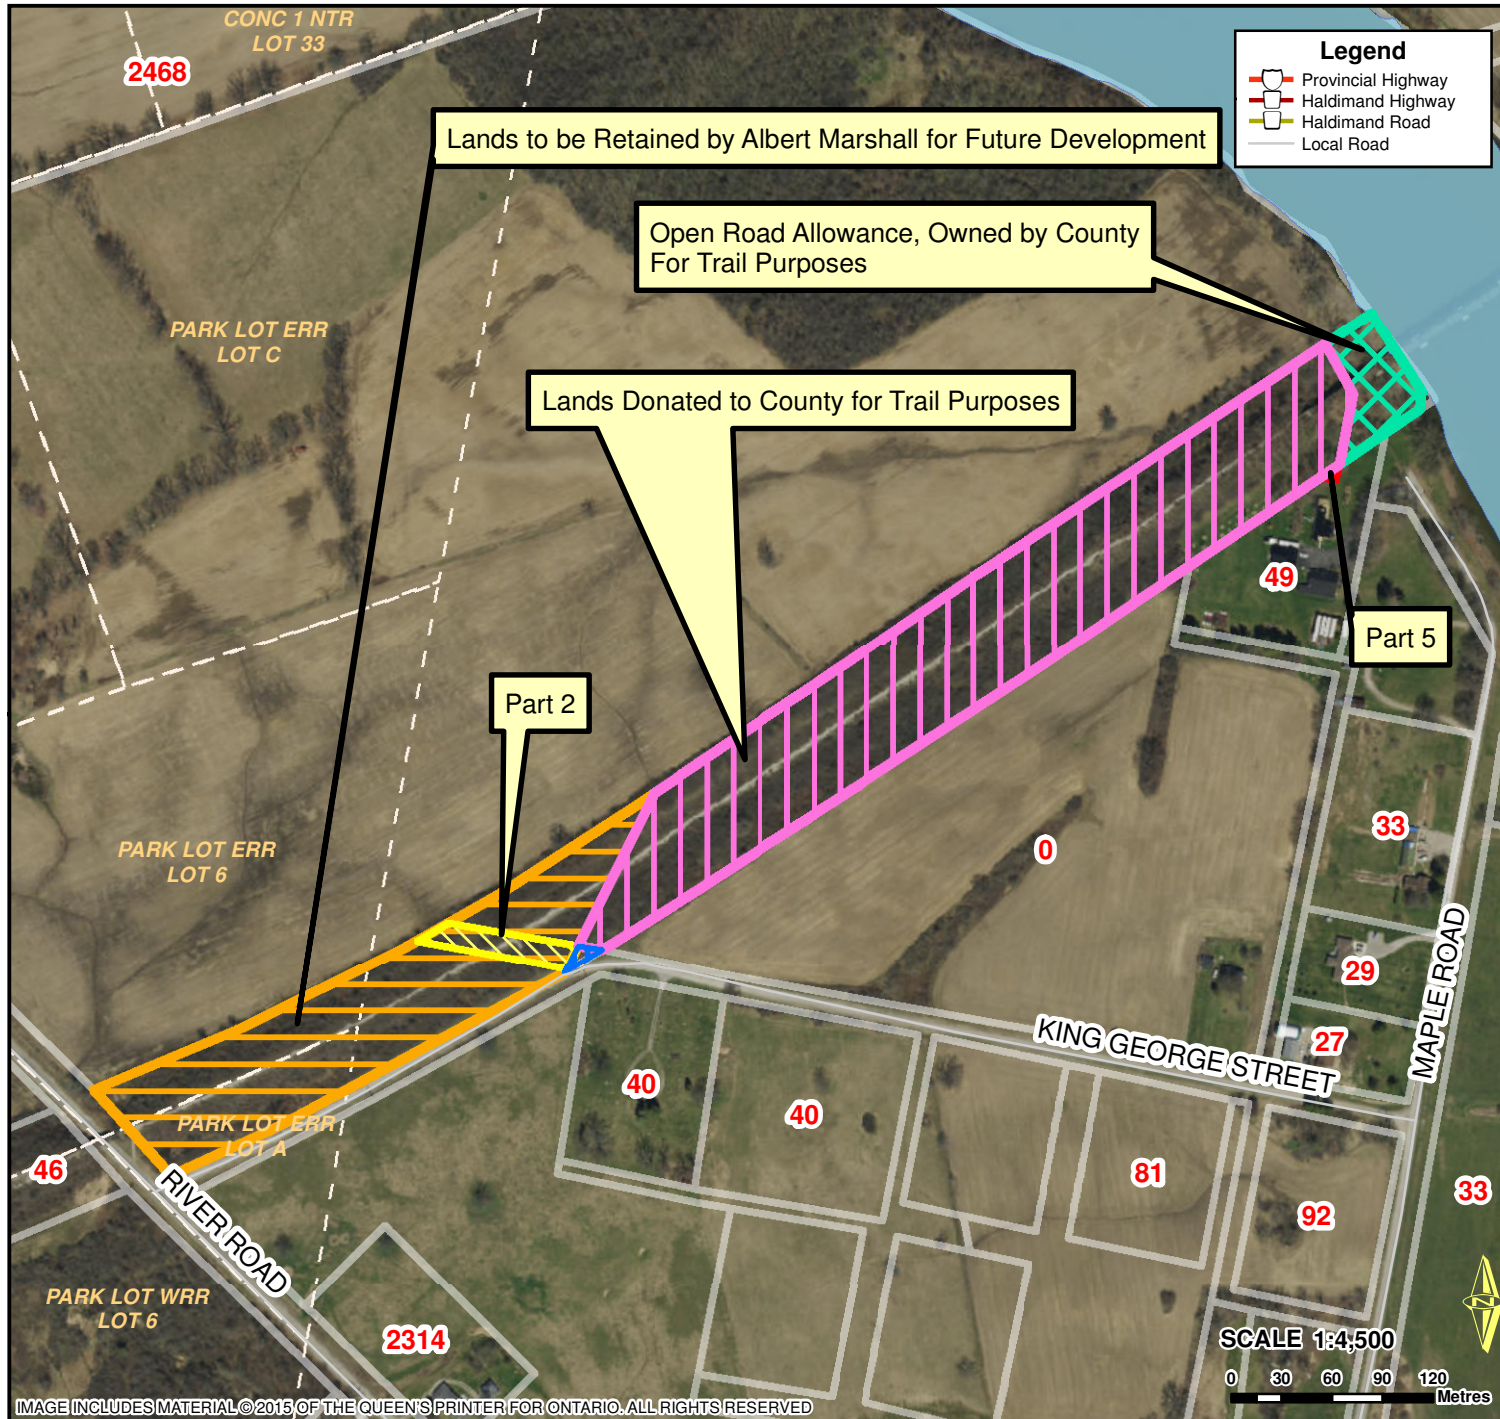 CONC 1 NTR
LOT 33
2468
Legend
Provincial Highway
Haldimand Highway
Haldimand Road
Local Road
Lands to be Retained by Albert Marshall for Future Development
Open Road Allowance, Owned by County
For Trail Purposes
PARK LOT ERR
LOT C
Lands Donated to County for Trail Purposes
49
Part 5
Part 2
33
0
PARK LOT ERR
LOT 6
29
MAPLE ROAD
27
KING GEORGE STREET
40
40
PARK LOT ERR
LOT A
46
81
33
92
RIVER ROAD
PARK LOT WRR
LOT 6
2314
N
SCALE 1:4,500
0 30 60 90 120
Metres
IMAGE INCLUDES MATERIAL © 2015 OF THE QUEEN'S PRINTER FOR ONTARIO. ALL RIGHTS RESERVED